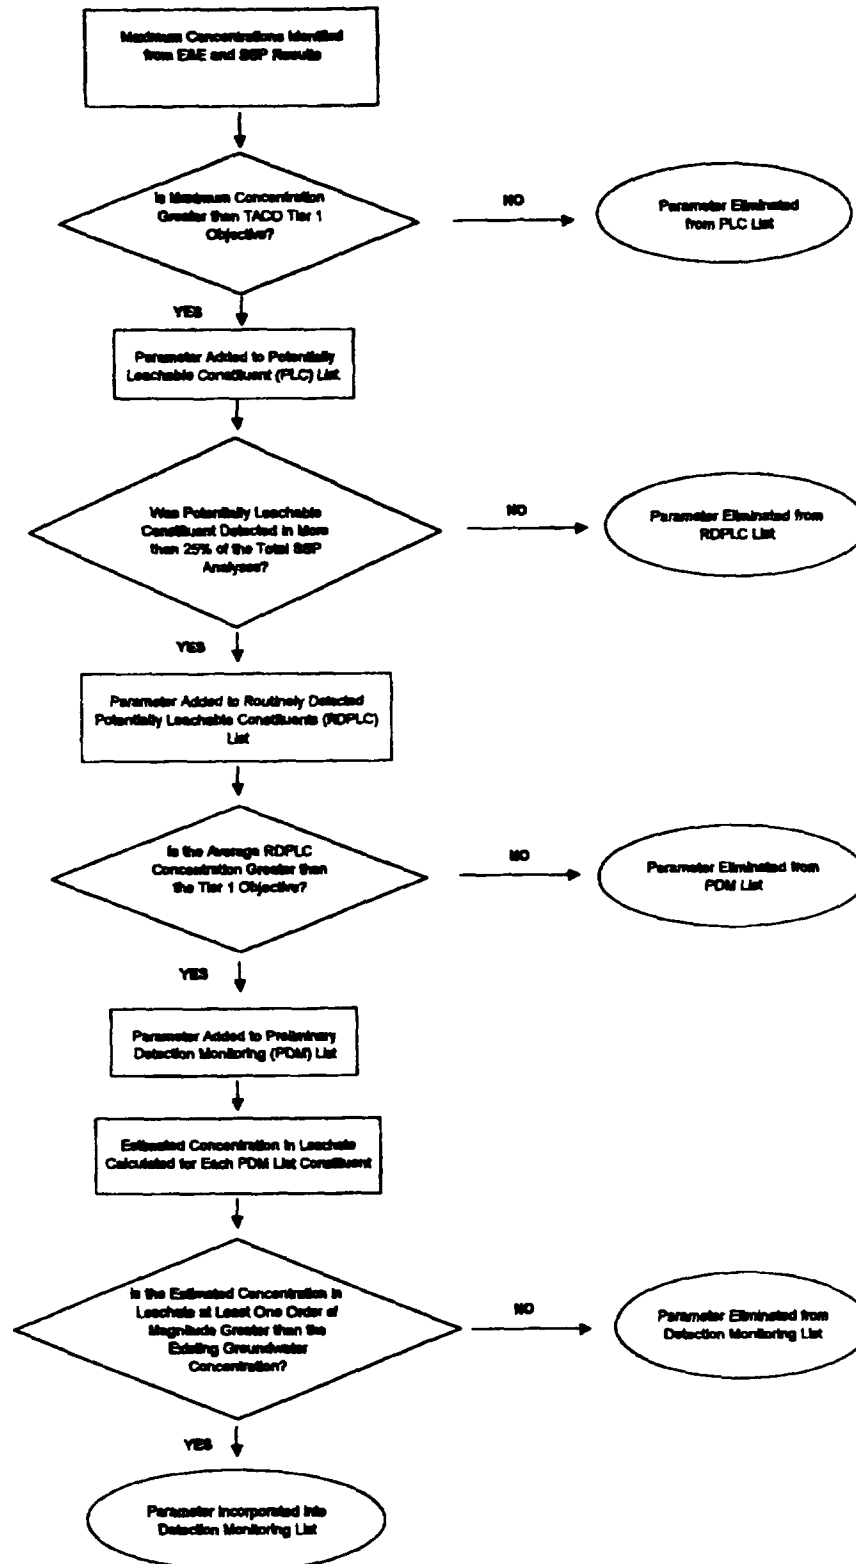 Maximum Concentrations Identified
from E&E and SSP Results
Is Maximum Concentration
Greater than TACO Tier 1
Objective?
NO
Parameter Eliminated
from PLC List
YES
Parameter Added to Potentially
Leachable Constituent (PLC) List
Was Potentially Leachable
Constituent Detected in More
than 25% of the Total SSP
Analyses?
NO
Parameter Eliminated from
RDPLC List
YES
Parameter Added to Routinely Detected
Potentially Leachable Constituents (RDPLC)
List
Is the Average RDPLC
Concentration Greater than
the Tier 1 Objective?
NO
Parameter Eliminated from
PDM List
YES
Parameter Added to Preliminary
Detection Monitoring (PDM) List
Estimated Concentration in Leachate
Calculated for Each PDM List Constituent
Is the Estimated Concentration in
Leachate at Least One Order of
Magnitude Greater than the
Existing Groundwater
Concentration?
NO
Parameter Eliminated from
Detection Monitoring List
YES
Parameter Incorporated into
Detection Monitoring List